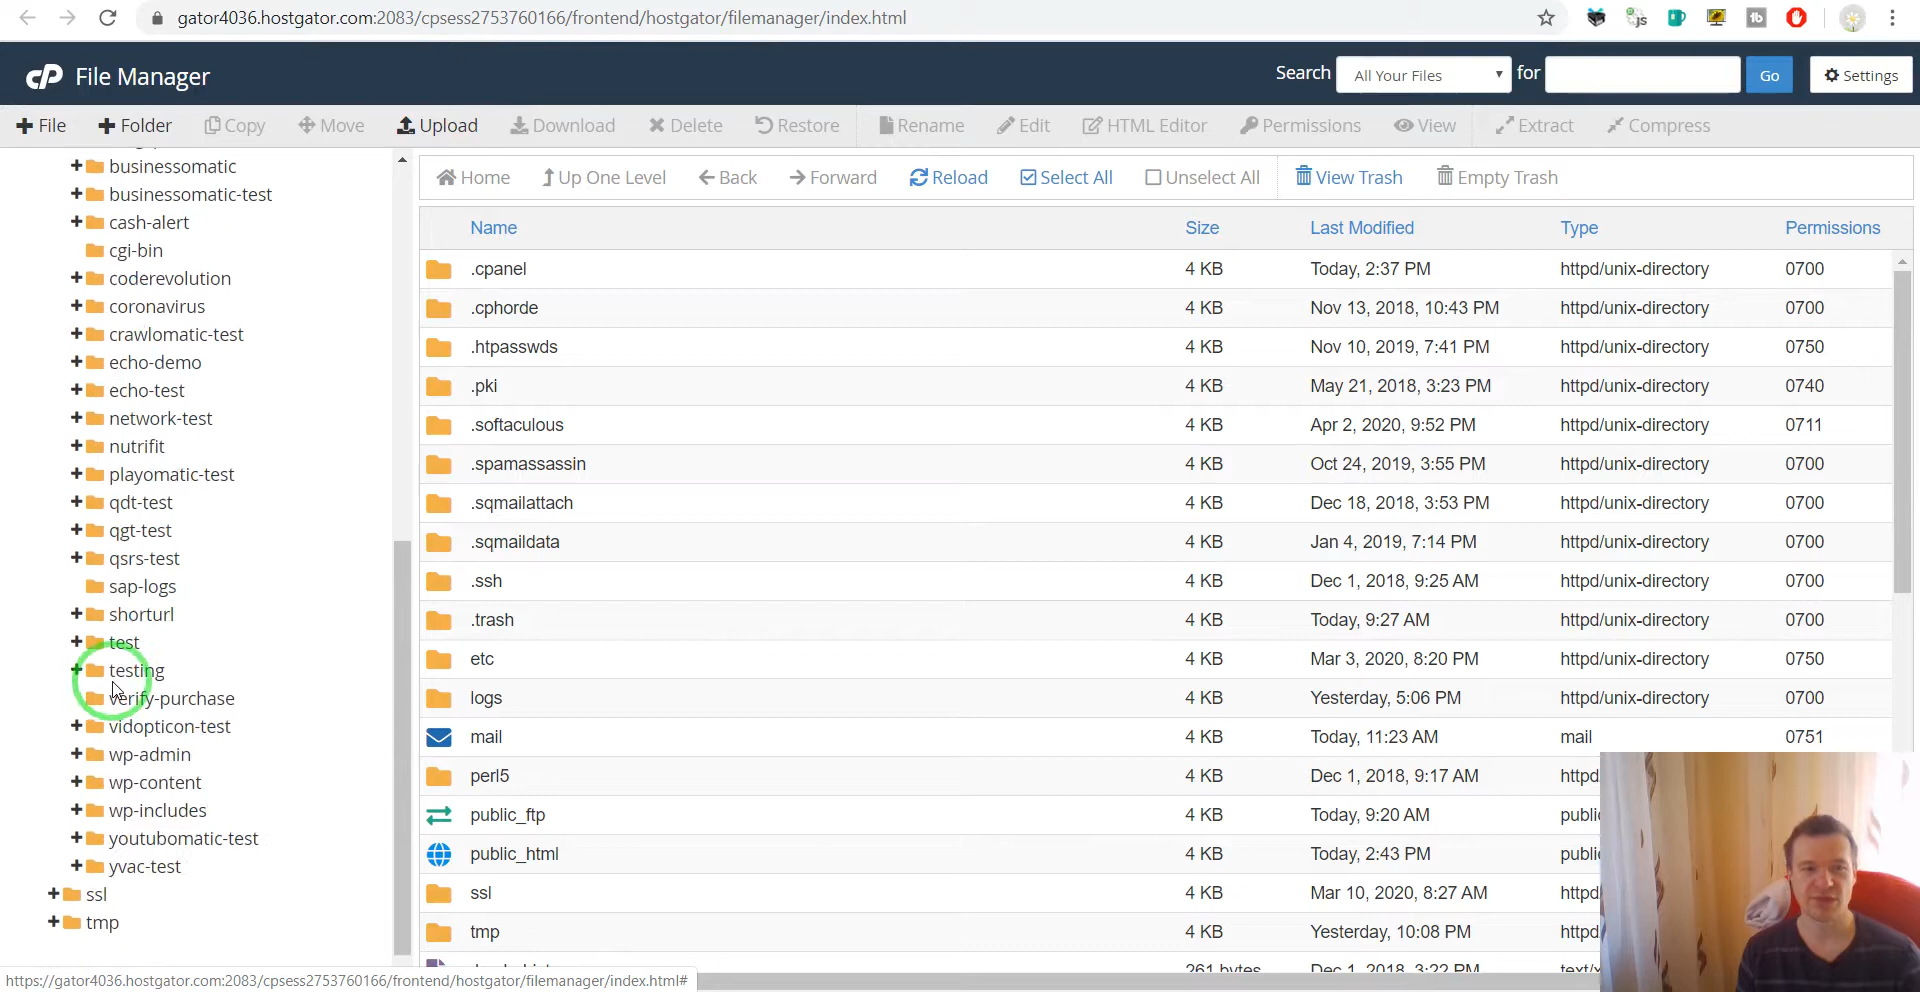 gator4036.hostgator.com:2083/cpsess2753760166/frontend/hostgator/filemanager/index.html
cP File Manager
Search All Your Files for Go Settings
File Folder Copy Move Upload Download Delete Restore Rename Edit HTML Editor Permissions View Extract Compress
businessomatic
businessomatic-test
cash-alert
cgi-bin
coderevolution
coronavirus
crawlomatic-test
echo-demo
echo-test
network-test
nutrifit
playomatic-test
qdt-test
qgt-test
qsrs-test
sap-logs
shorturl
test
testing
verify-purchase
vidopticon-test
wp-admin
wp-content
wp-includes
youtubomatic-test
yvac-test
ssl
tmp
Home Up One Level Back Forward Reload Select All Unselect All View Trash Empty Trash
Name Size Last Modified Type Permissions
.cpanel 4 KB Today, 2:37 PM httpd/unix-directory 0700
.cphorde 4 KB Nov 13, 2018, 10:43 PM httpd/unix-directory 0700
.htpasswds 4 KB Nov 10, 2019, 7:41 PM httpd/unix-directory 0750
.pki 4 KB May 21, 2018, 3:23 PM httpd/unix-directory 0740
.softaculous 4 KB Apr 2, 2020, 9:52 PM httpd/unix-directory 0711
.spamassassin 4 KB Oct 24, 2019, 3:55 PM httpd/unix-directory 0700
.sqmailattach 4 KB Dec 18, 2018, 3:53 PM httpd/unix-directory 0700
.sqmaildata 4 KB Jan 4, 2019, 7:14 PM httpd/unix-directory 0700
.ssh 4 KB Dec 1, 2018, 9:25 AM httpd/unix-directory 0700
.trash 4 KB Today, 9:27 AM httpd/unix-directory 0700
etc 4 KB Mar 3, 2020, 8:20 PM httpd/unix-directory 0750
logs 4 KB Yesterday, 5:06 PM httpd/unix-directory 0700
mail 4 KB Today, 11:23 AM mail 0751
perl5 4 KB Dec 1, 2018, 9:17 AM httpd
public_ftp 4 KB Today, 9:20 AM publi
public_html 4 KB Today, 2:43 PM publi
ssl 4 KB Mar 10, 2020, 8:27 AM httpd
tmp 4 KB Yesterday, 10:08 PM httpd
261 bytes Dec 1, 2018, 3:22 PM text/x
https://gator4036.hostgator.com:2083/cpsess2753760166/frontend/hostgator/filemanager/index.html#